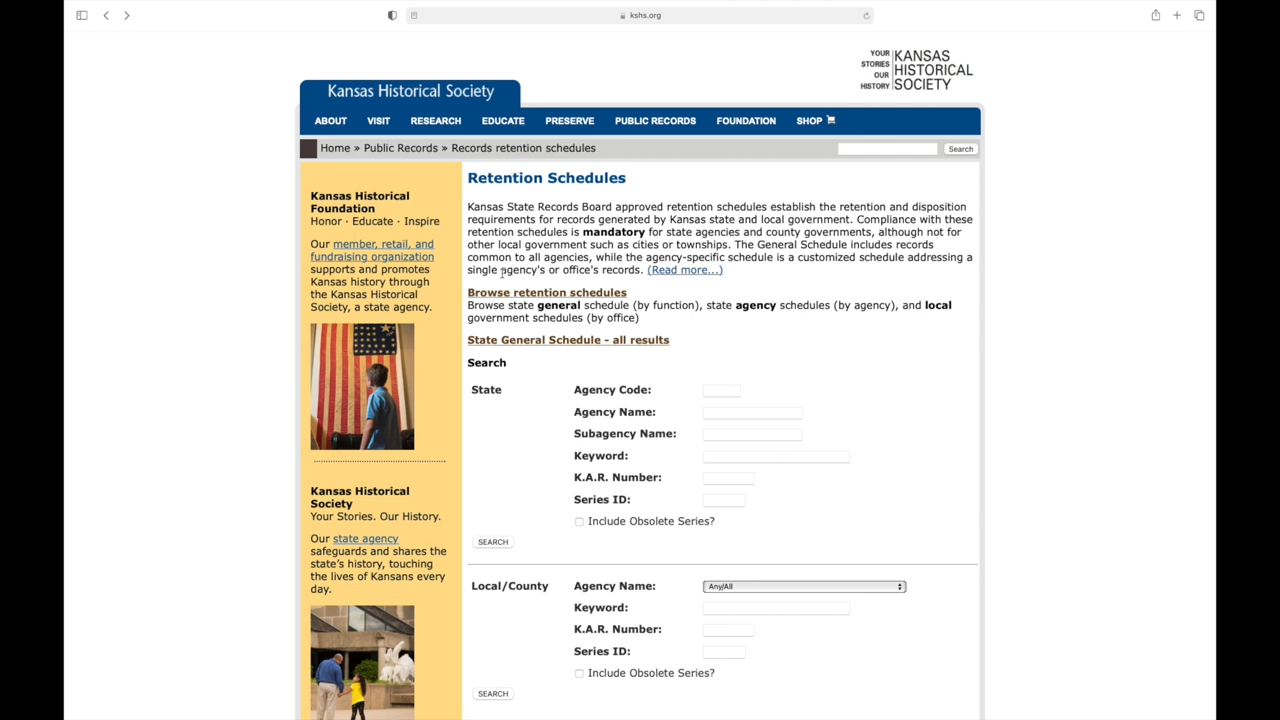 kshs.org
YOUR STORIES OUR HISTORY
KANSAS HISTORICAL SOCIETY
Kansas Historical Society
ABOUT VISIT RESEARCH EDUCATE PRESERVE PUBLIC RECORDS FOUNDATION SHOP
Home » Public Records » Records retention schedules
Search
Kansas Historical
Foundation
Honor · Educate · Inspire
Our member, retail, and
fundraising organization
supports and promotes
Kansas history through
the Kansas Historical
Society, a state agency.
Kansas Historical
Society
Your Stories. Our History.
Our state agency
safeguards and shares the
state's history, touching
the lives of Kansans every
day.
Retention Schedules
Kansas State Records Board approved retention schedules establish the retention and disposition
requirements for records generated by Kansas state and local government. Compliance with these
retention schedules is mandatory for state agencies and county governments, although not for
other local government such as cities or townships. The General Schedule includes records
common to all agencies, while the agency-specific schedule is a customized schedule addressing a
single agency's or office's records. (Read more...)
Browse retention schedules
Browse state general schedule (by function), state agency schedules (by agency), and local
government schedules (by office)
State General Schedule - all results
Search
State Agency Code:
Agency Name:
Subagency Name:
Keyword:
K.A.R. Number:
Series ID:
Include Obsolete Series?
SEARCH
Local/County Agency Name: Any/All
Keyword:
K.A.R. Number:
Series ID:
Include Obsolete Series?
SEARCH